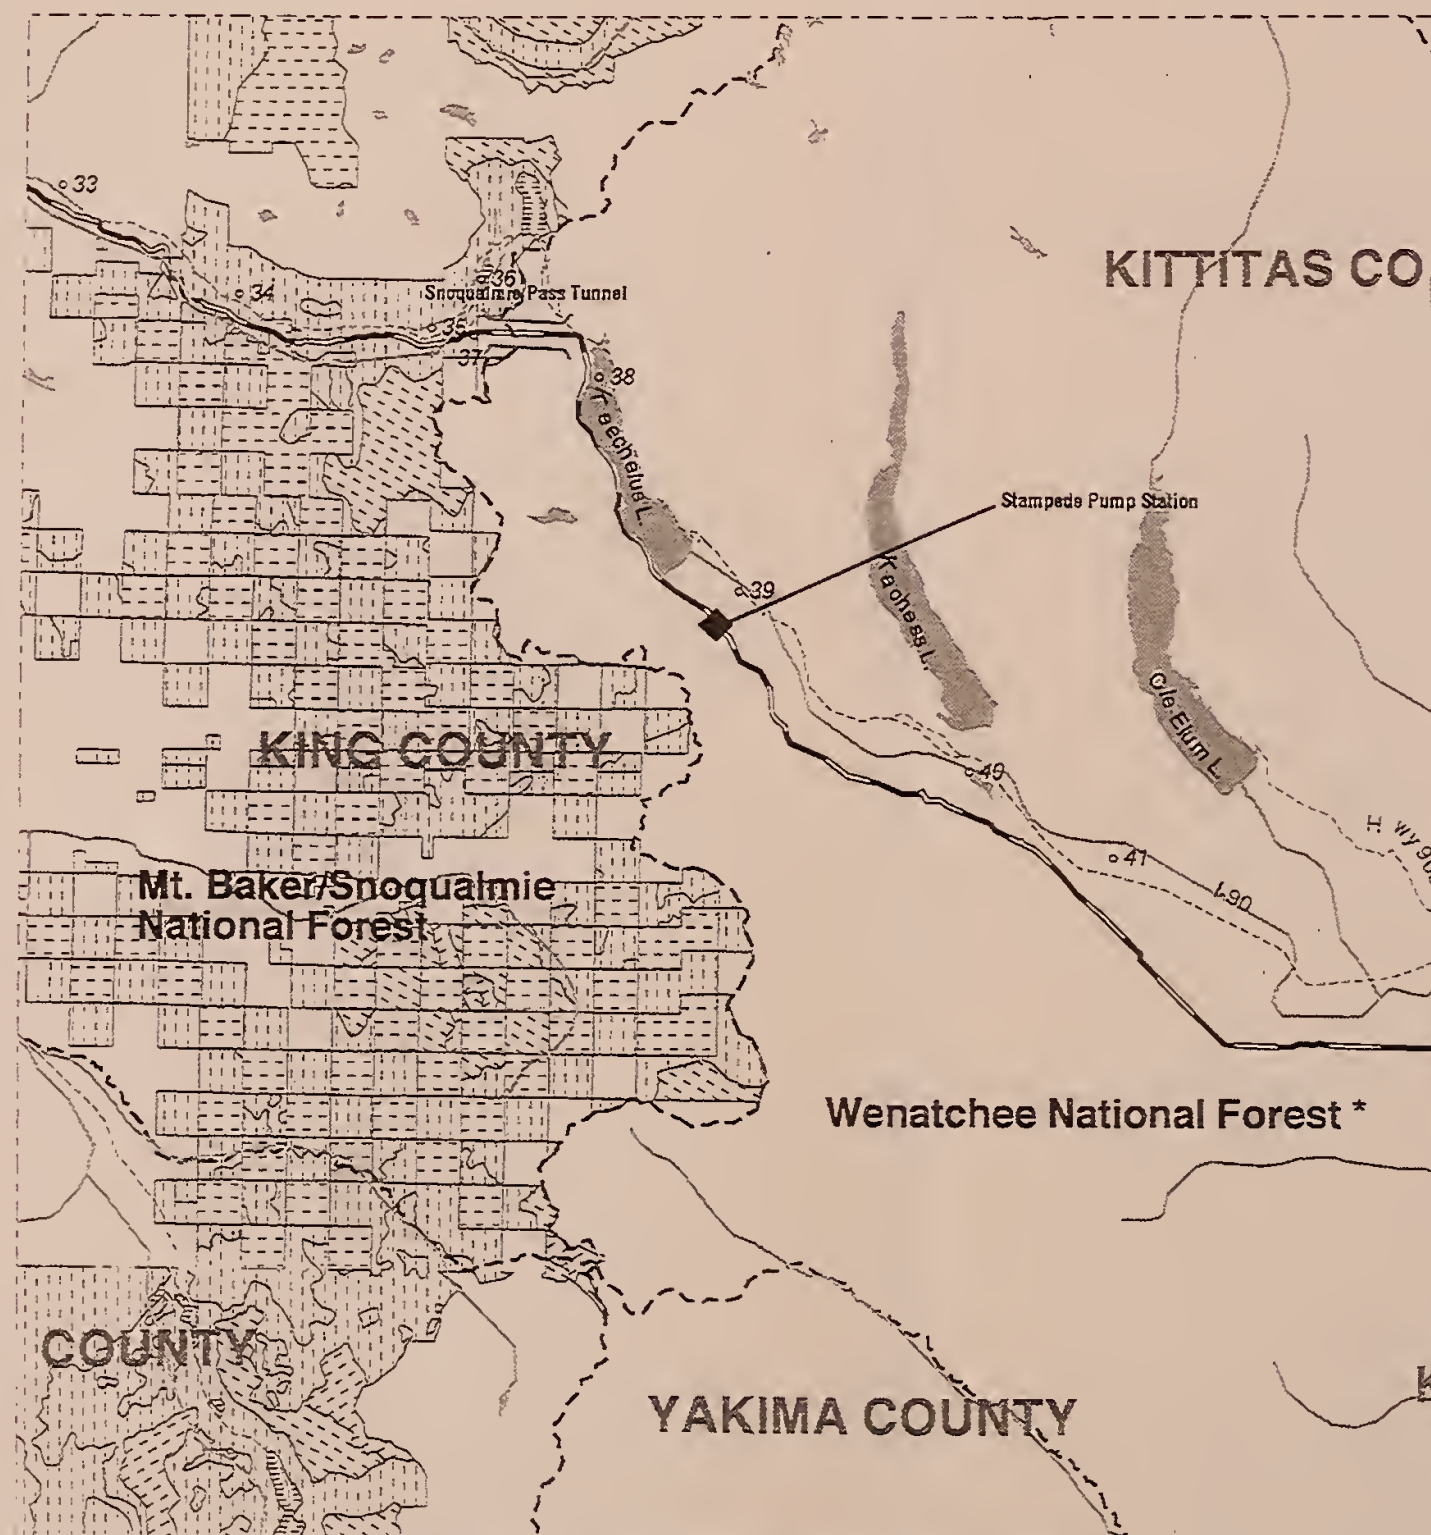 33
KITTITAS CO
36
34
Snoqualmie Pass Tunnel
35
37
38
Keechelus L.
Stampede Pump Station
39
Kachess L.
Cle Elum L.
KING COUNTY
40
Hwy 903
41
I-90
Mt. Baker/Snoqualmie
National Forest
Wenatchee National Forest *
COUNTY
YAKIMA COUNTY
K